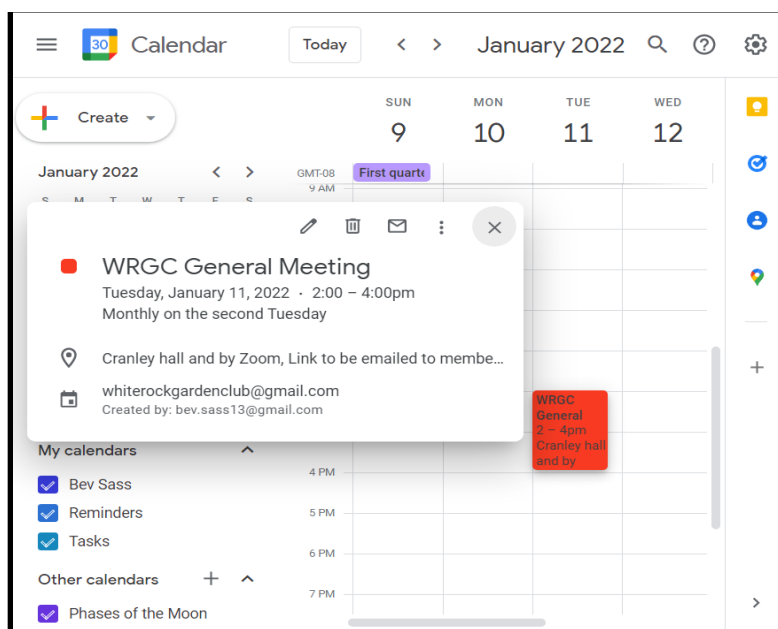 30 Calendar
Today
January 2022
Create
SUN
MON
TUE
WED
9
10
11
12
January 2022
GMT-08
First quarte
9 AM
S M T W T F S
WRGC General Meeting
Tuesday, January 11, 2022 · 2:00 – 4:00pm
Monthly on the second Tuesday
Cranley hall and by Zoom, Link to be emailed to membe...
whiterockgardenclub@gmail.com
Created by: bev.sass13@gmail.com
WRGC
General
2 – 4pm
Cranley hall
and by
My calendars
Bev Sass
Reminders
Tasks
Other calendars
Phases of the Moon
4 PM
5 PM
6 PM
7 PM